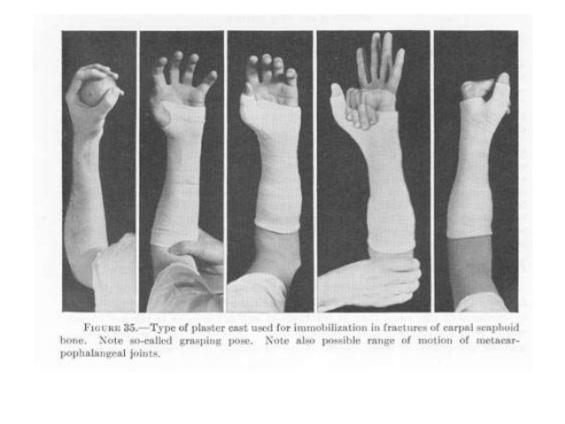 FIGURE 35.—Type of plaster cast used for immobilization in fractures of carpal scaphoid
bone. Note so-called grasping pose. Note also possible range of motion of metacar-
pophalangeal joints.